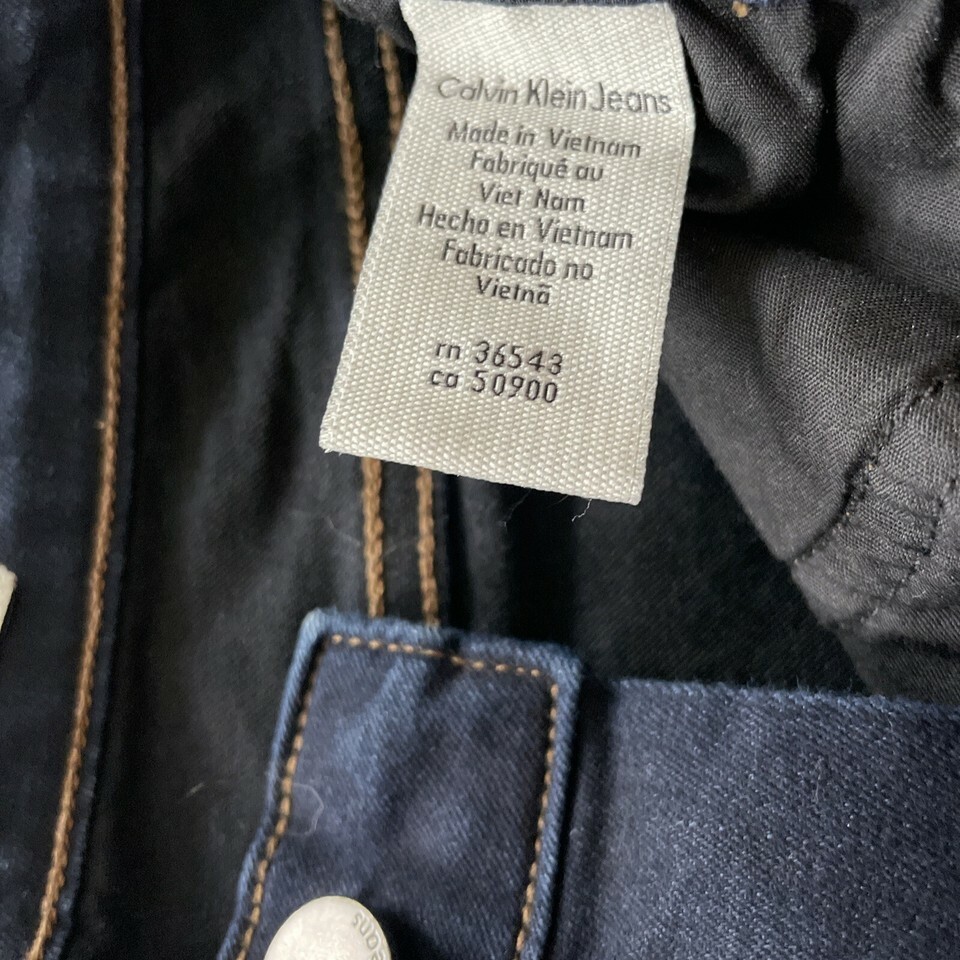 Calvin Klein Jeans
Made in Vietnam
Fabriqué au
Viet Nam
Hecho en Vietnam
Fabricado no
Vietnã
rn 36543
ca 50900